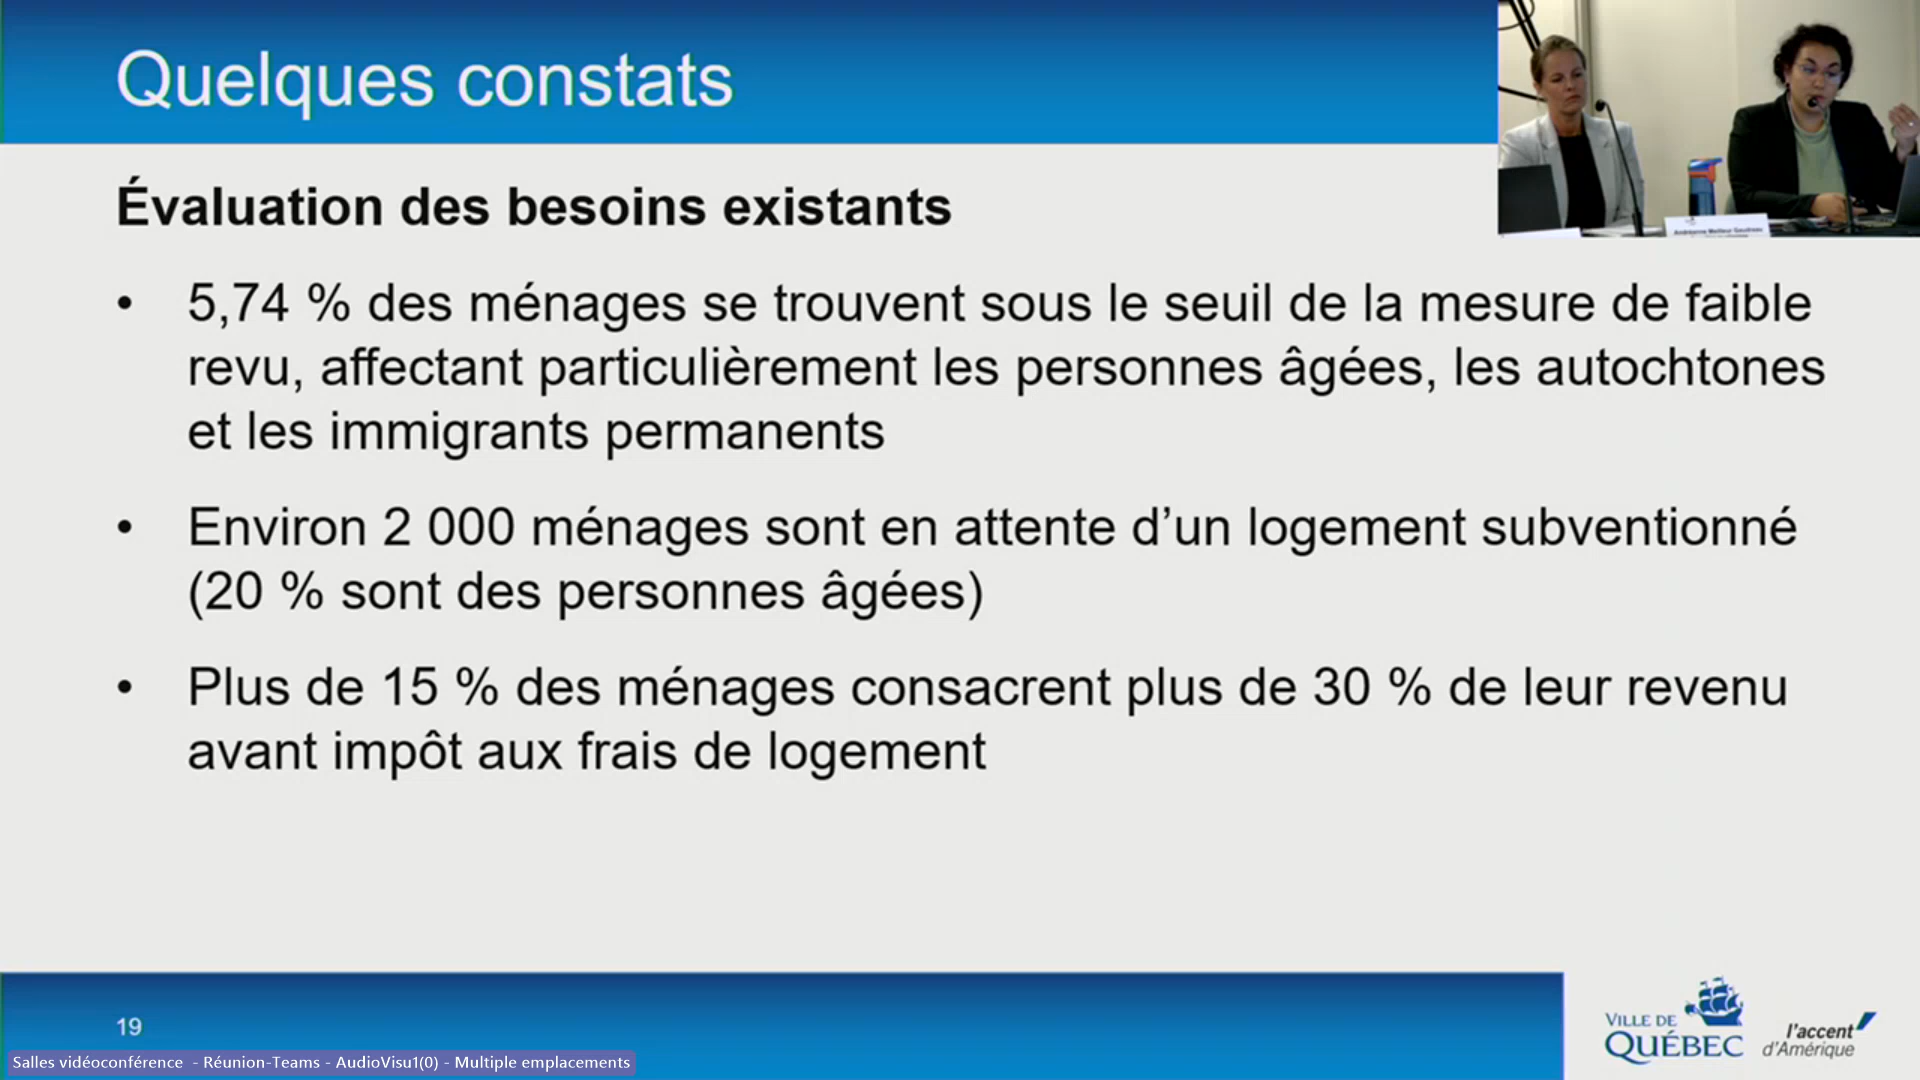 Quelques constats
Évaluation des besoins existants
• 5,74 % des ménages se trouvent sous le seuil de la mesure de faible
revu, affectant particulièrement les personnes âgées, les autochtones
et les immigrants permanents
• Environ 2 000 ménages sont en attente d’un logement subventionné
(20 % sont des personnes âgées)
• Plus de 15 % des ménages consacrent plus de 30 % de leur revenu
avant impôt aux frais de logement
19
VILLE DE
QUÉBEC
l'accent
d'Amérique
Salles vidéoconférence - Réunion-Teams - AudioVisu1(0) - Multiple emplacements